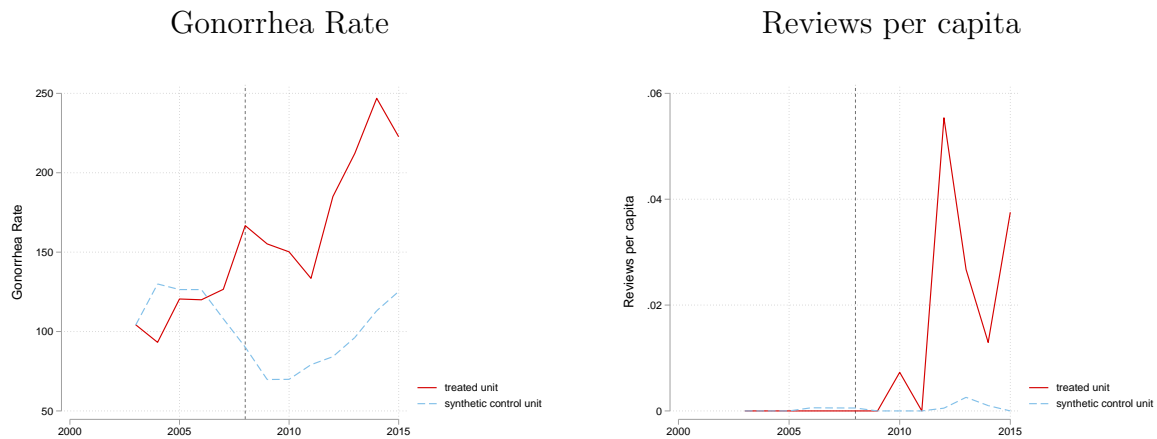 Gonorrhea Rate
250
200
150
100
50
Gonorrhea Rate
2000
2005
2010
2015
treated unit
synthetic control unit
Reviews per capita
.06
.04
.02
0
Reviews per capita
2000
2005
2010
2015
treated unit
synthetic control unit